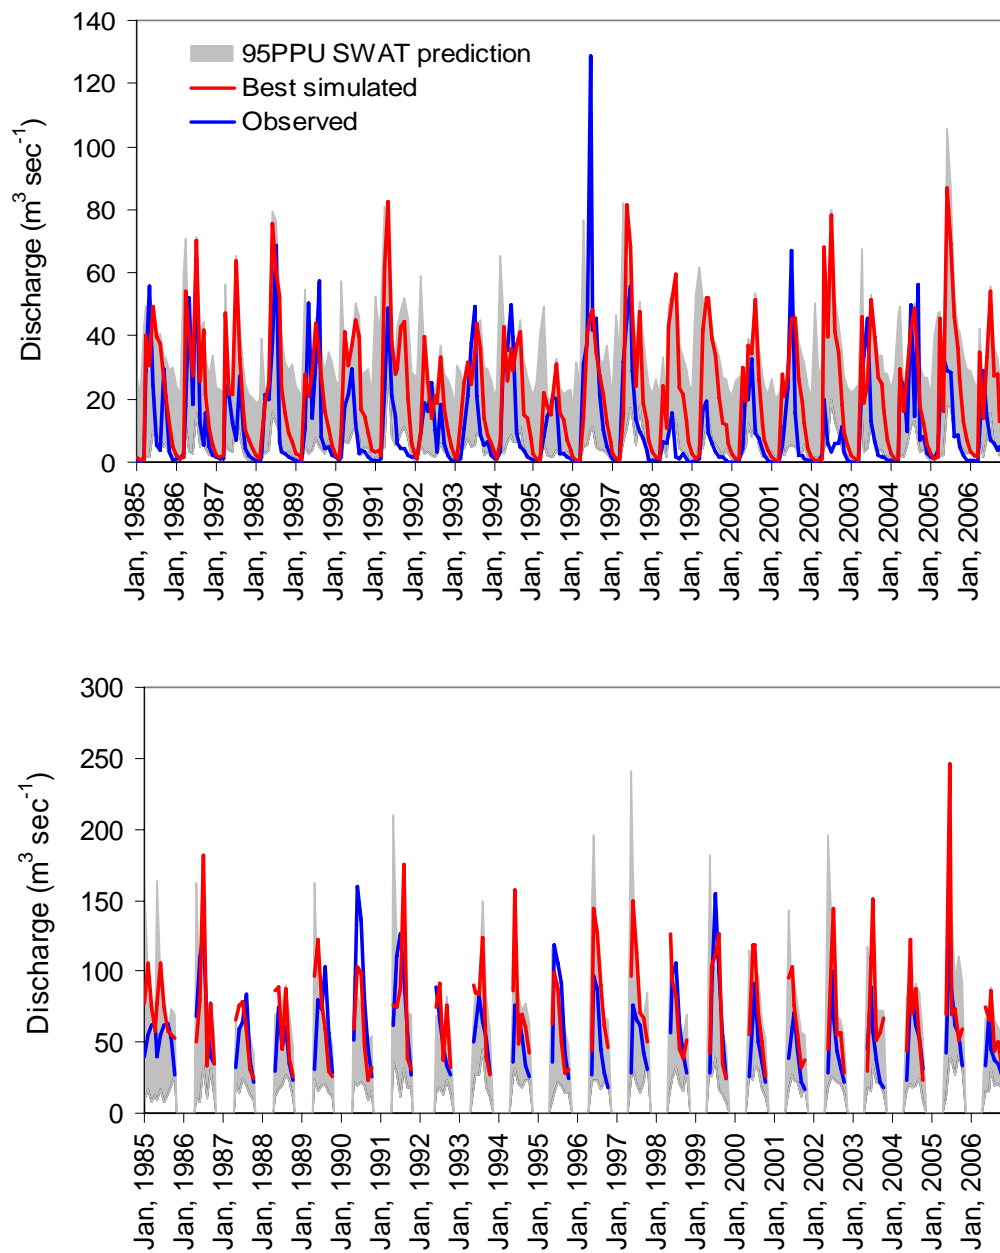 140
120
100
80
60
40
20
0
Discharge (m³ sec⁻¹)
95PPU SWAT prediction
Best simulated
Observed
Jan, 1985
Jan, 1986
Jan, 1987
Jan, 1988
Jan, 1989
Jan, 1990
Jan, 1991
Jan, 1992
Jan, 1993
Jan, 1994
Jan, 1995
Jan, 1996
Jan, 1997
Jan, 1998
Jan, 1999
Jan, 2000
Jan, 2001
Jan, 2002
Jan, 2003
Jan, 2004
Jan, 2005
Jan, 2006
300
250
200
150
100
50
0
Discharge (m³ sec⁻¹)
Jan, 1985
Jan, 1986
Jan, 1987
Jan, 1988
Jan, 1989
Jan, 1990
Jan, 1991
Jan, 1992
Jan, 1993
Jan, 1994
Jan, 1995
Jan, 1996
Jan, 1997
Jan, 1998
Jan, 1999
Jan, 2000
Jan, 2001
Jan, 2002
Jan, 2003
Jan, 2004
Jan, 2005
Jan, 2006